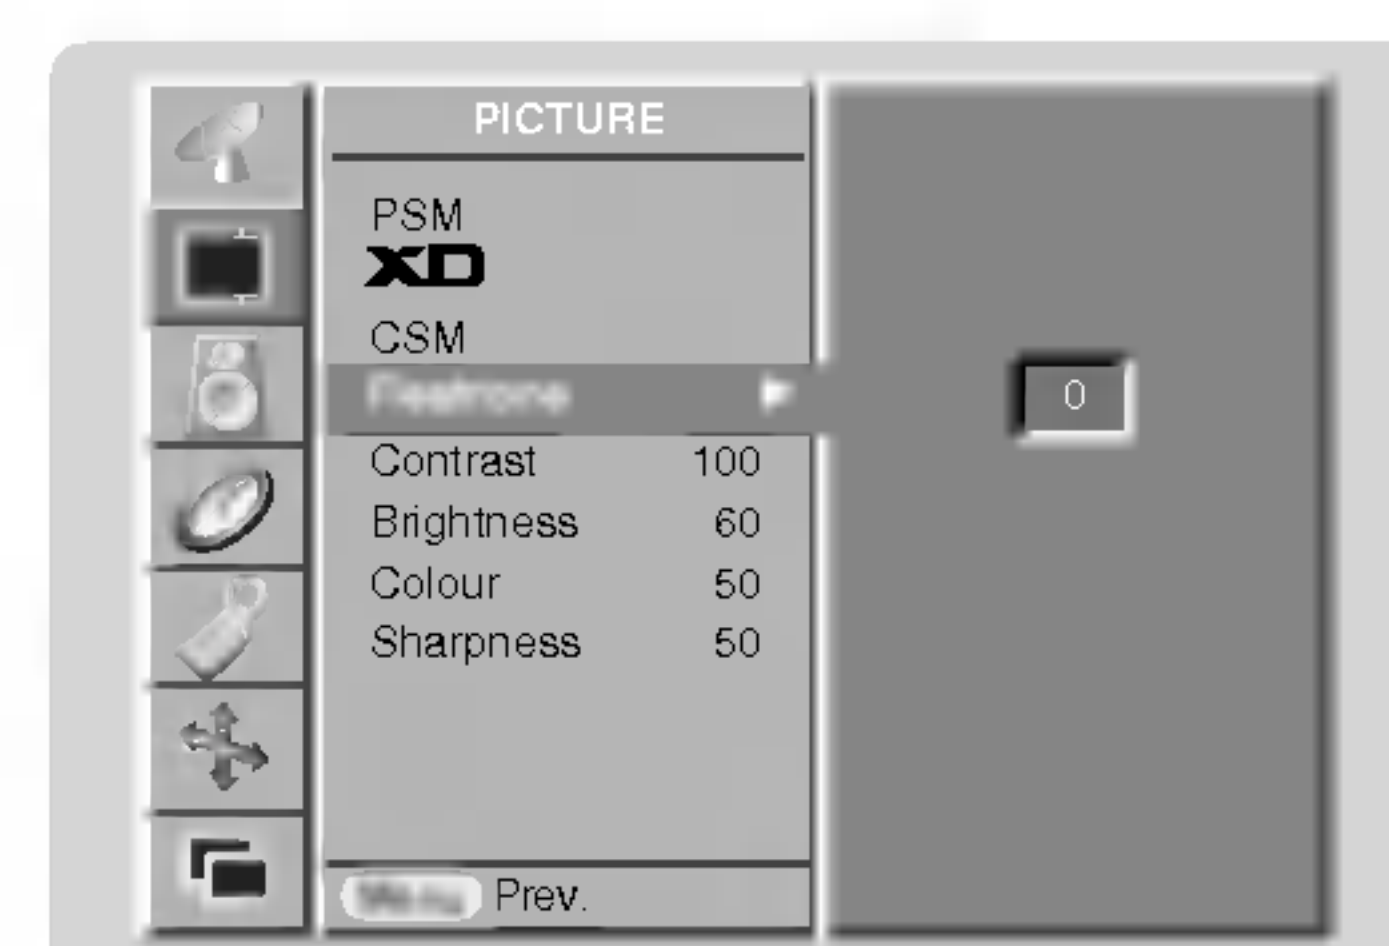 PICTURE
PSM
XD
CSM
0
Contrast 100
Brightness 60
Colour 50
Sharpness 50
Prev.